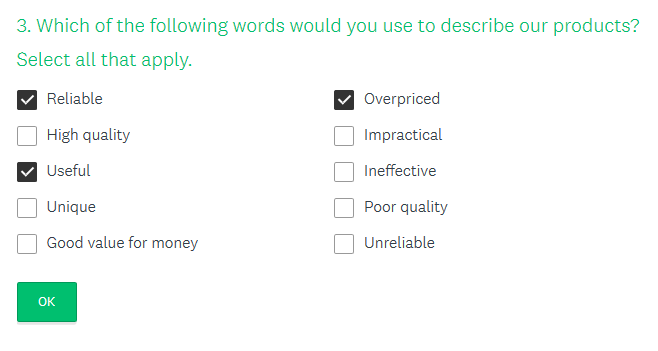 3. Which of the following words would you use to describe our products?
Select all that apply.
Reliable
High quality
Useful
Unique
Good value for money
Overpriced
Impractical
Ineffective
Poor quality
Unreliable
OK